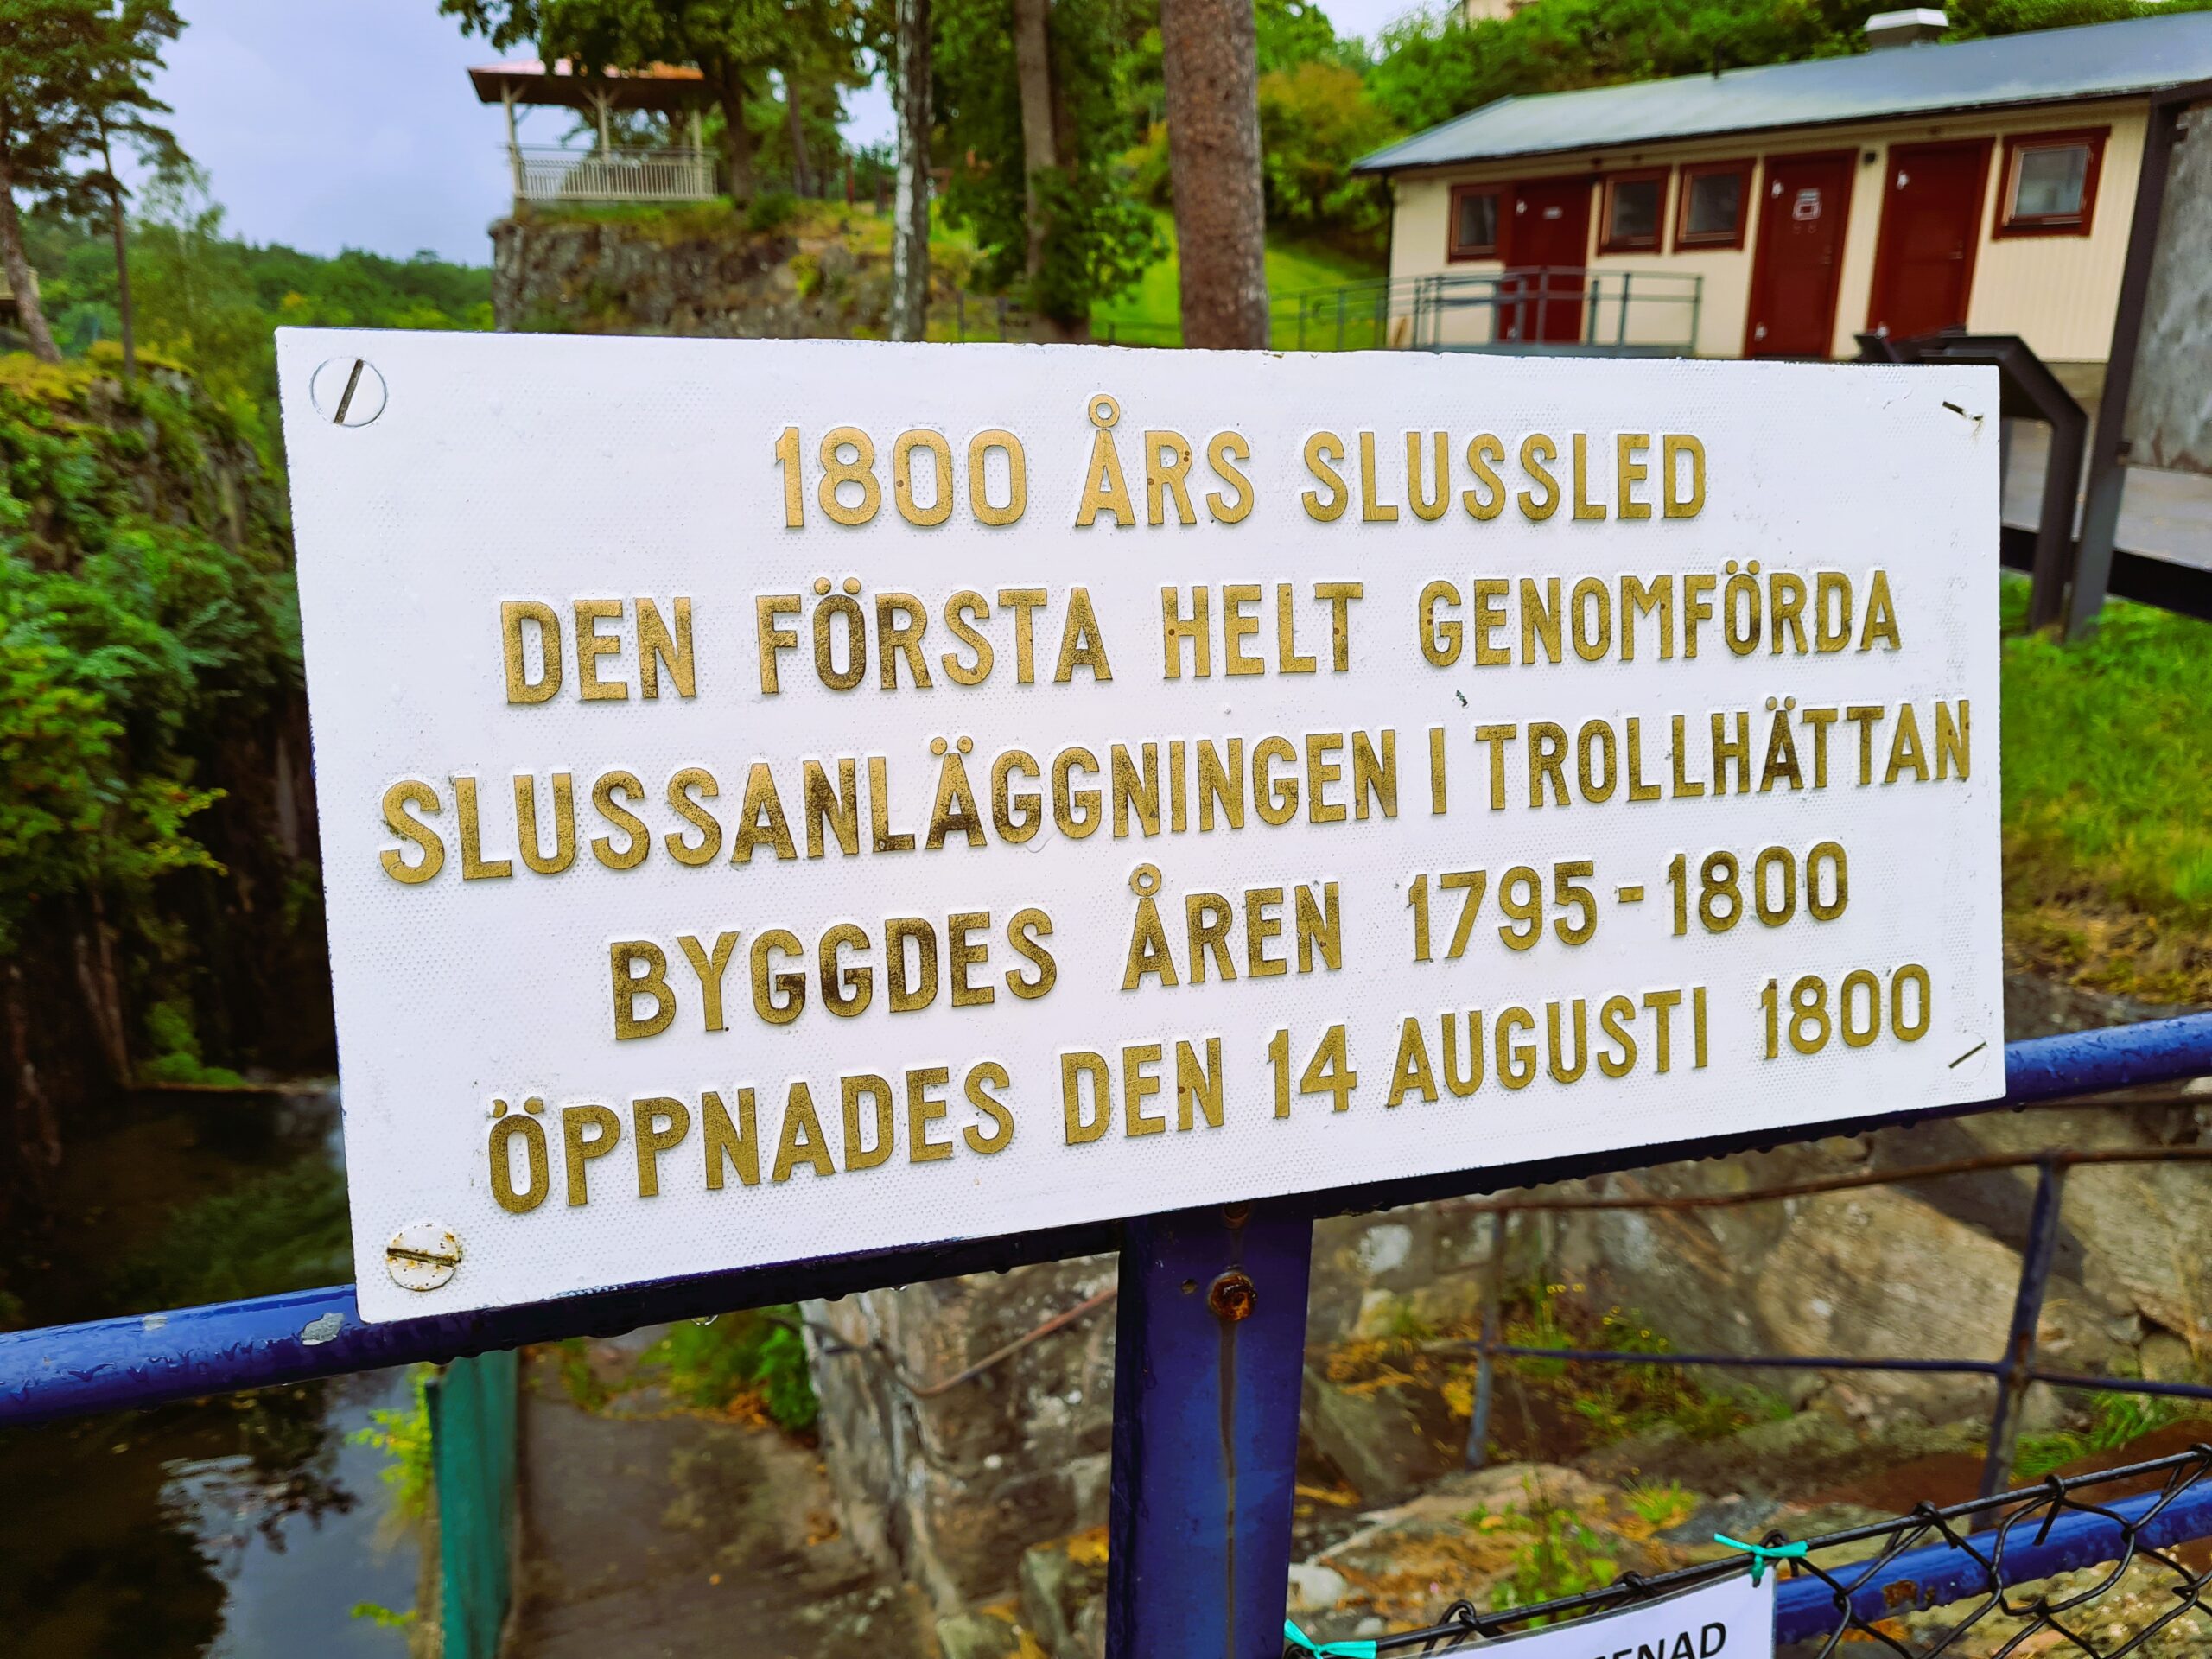 1800 ÅRS SLUSSLED
DEN FÖRSTA HELT GENOMFÖRDA
SLUSSANLÄGGNINGEN I TROLLHÄTTAN
BYGGDES ÅREN 1795-1800
ÖPPNADES DEN 14 AUGUSTI 1800